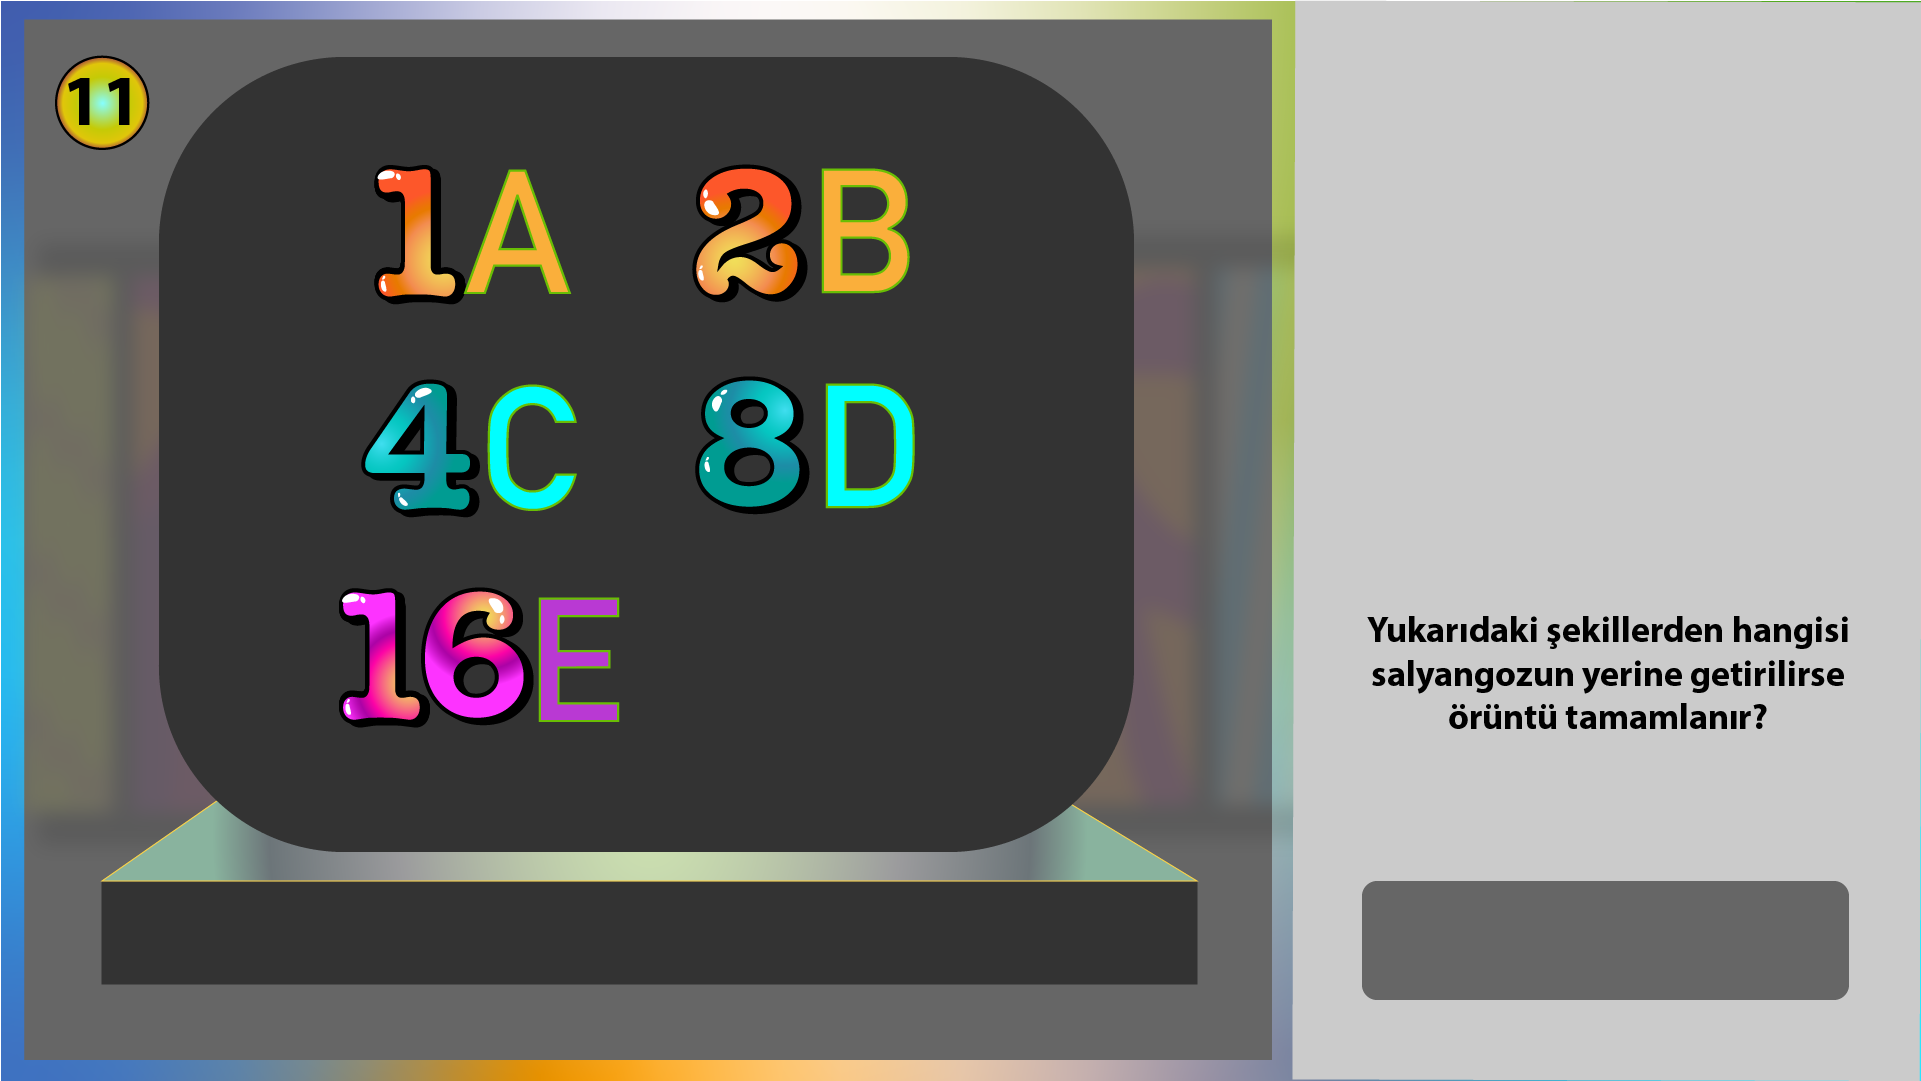 11
1A 2B
4C 8D
16E
Yukarıdaki şekillerden hangisi
salyangozun yerine getirilirse
örüntü tamamlanır?